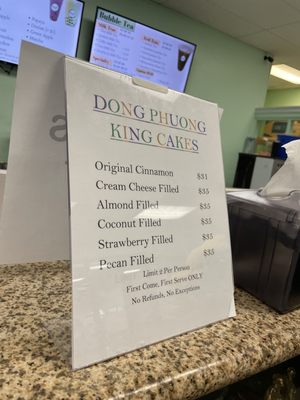 Bubble Tea
DONG PHUONG
KING CAKES
Original Cinnamon $31
Cream Cheese Filled $35
Almond Filled $35
Coconut Filled $35
Strawberry Filled $35
Pecan Filled $35
Limit 2 Per Person
First Come, First Serve ONLY
No Refunds, No Exceptions